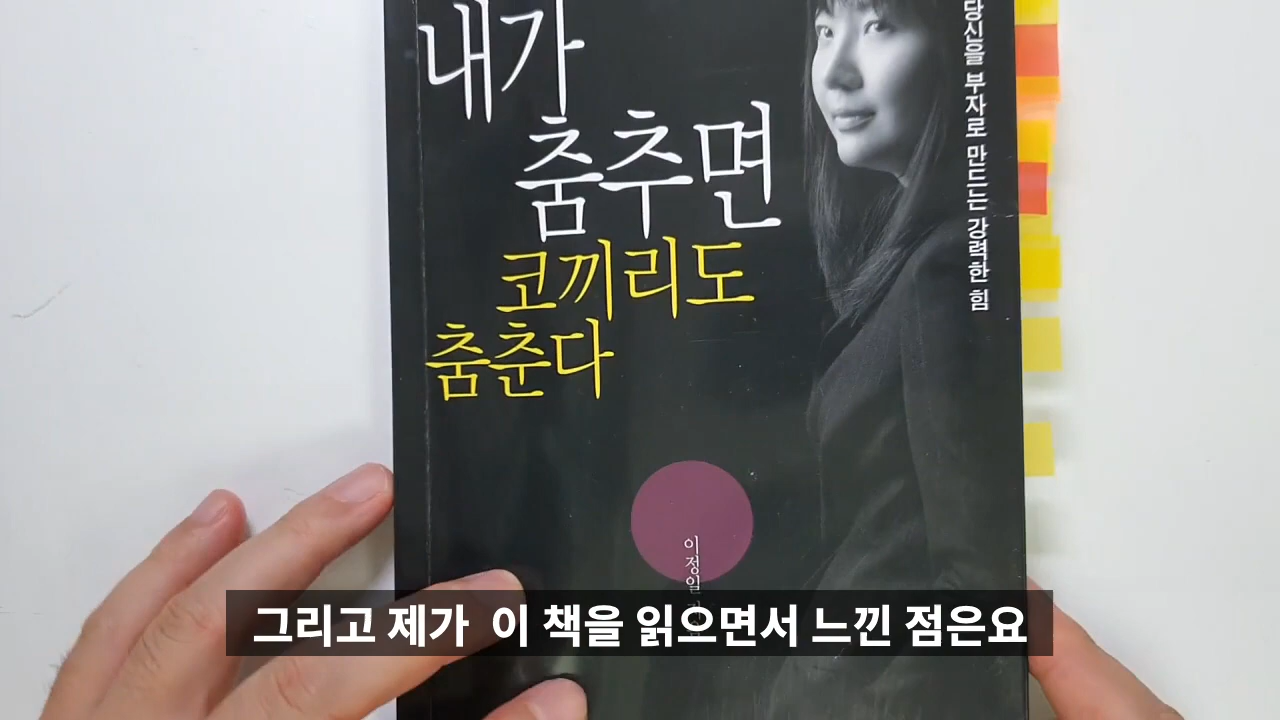 내가
춤추면
코끼리도
춤춘다
당신을 부자로 만드는 강력한 힘
이정일
그리고 제가 이 책을 읽으면서 느낀 점은요